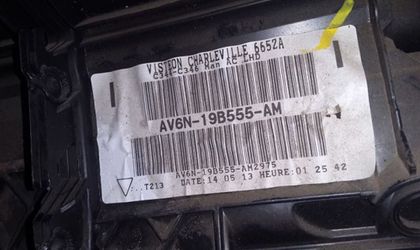 VISTEON CHARLEVILLE 6652A
C344-C346 Man AC LHD
AV6N-19B555-AM
AV6N-19B555-AM2975
..T213 DATE:14 05 13 HEURE:01 25 42